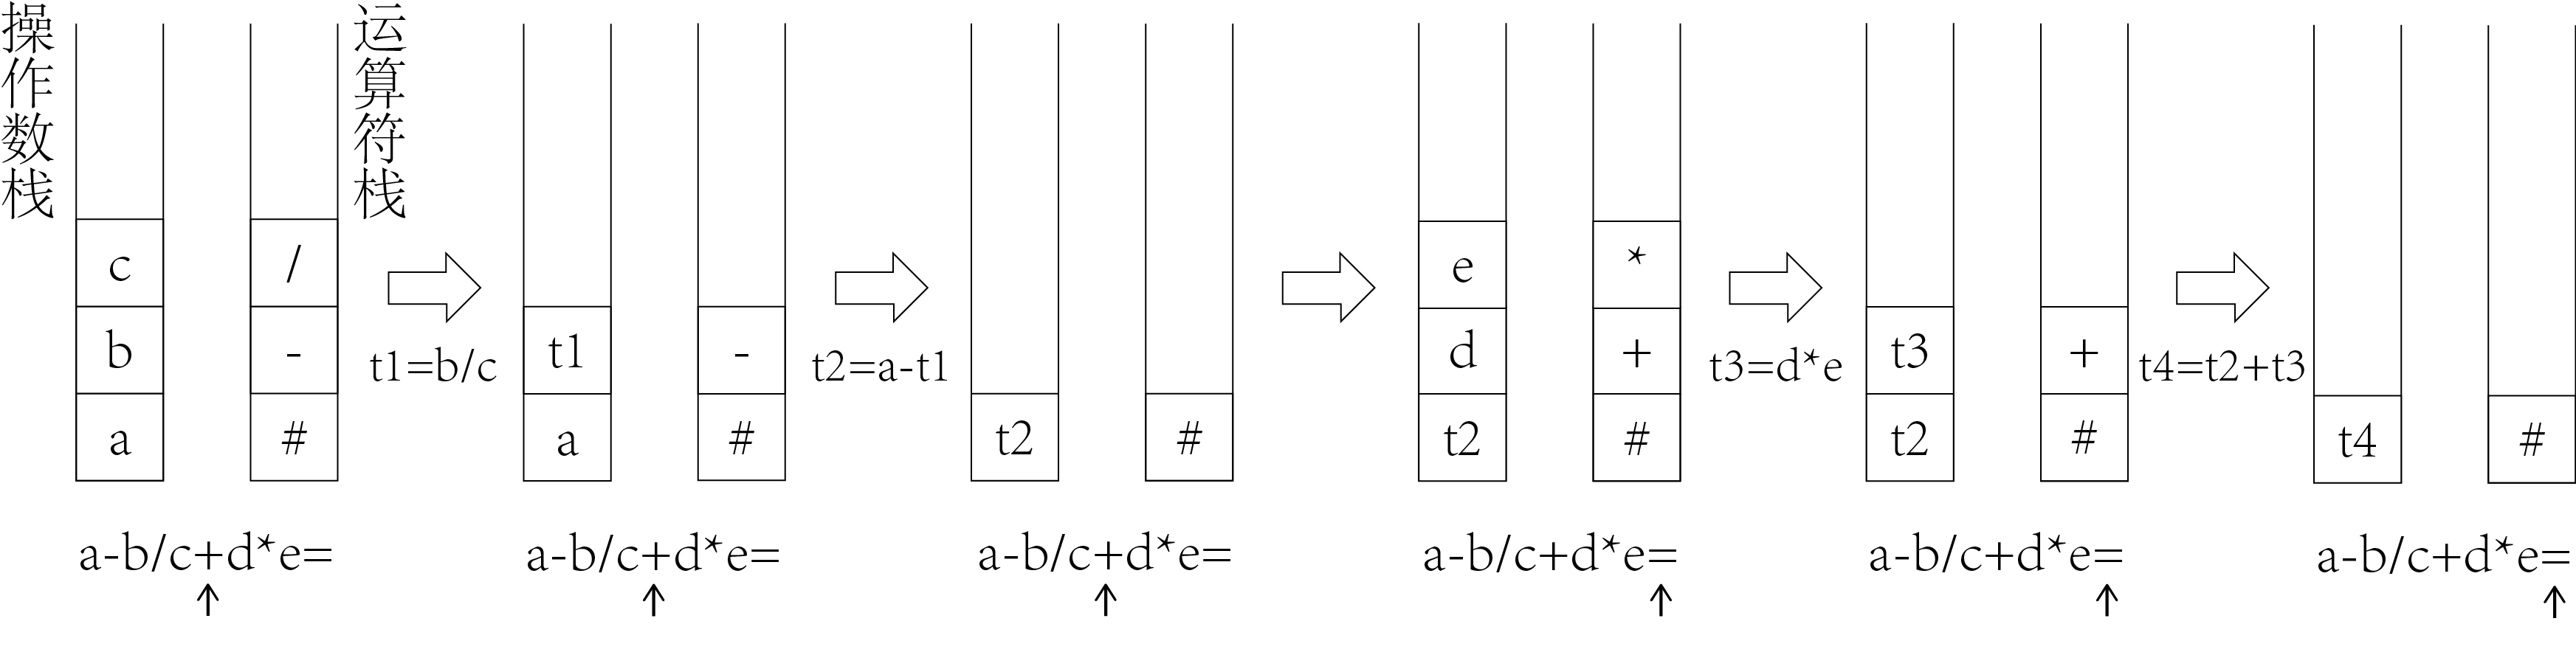 操作数栈
运算符栈
c
b
a
/
-
#
t1=b/c
a-b/c+d*e=
t1
a
-
#
t2=a-t1
a-b/c+d*e=
t2
#
a-b/c+d*e=
e
d
t2
*
+
#
t3=d*e
a-b/c+d*e=
t3
t2
+
#
t4=t2+t3
a-b/c+d*e=
t4
#
a-b/c+d*e=